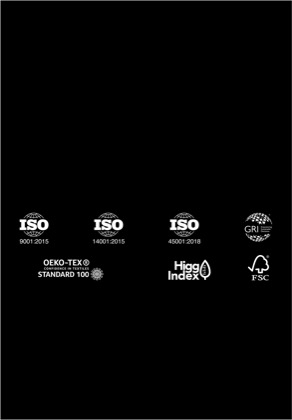 ISO
9001:2015
ISO
14001:2015
ISO
45001:2018
GRI
OEKO-TEX®
CONFIDENCE IN TEXTILES
STANDARD 100
Higg
Index
FSC